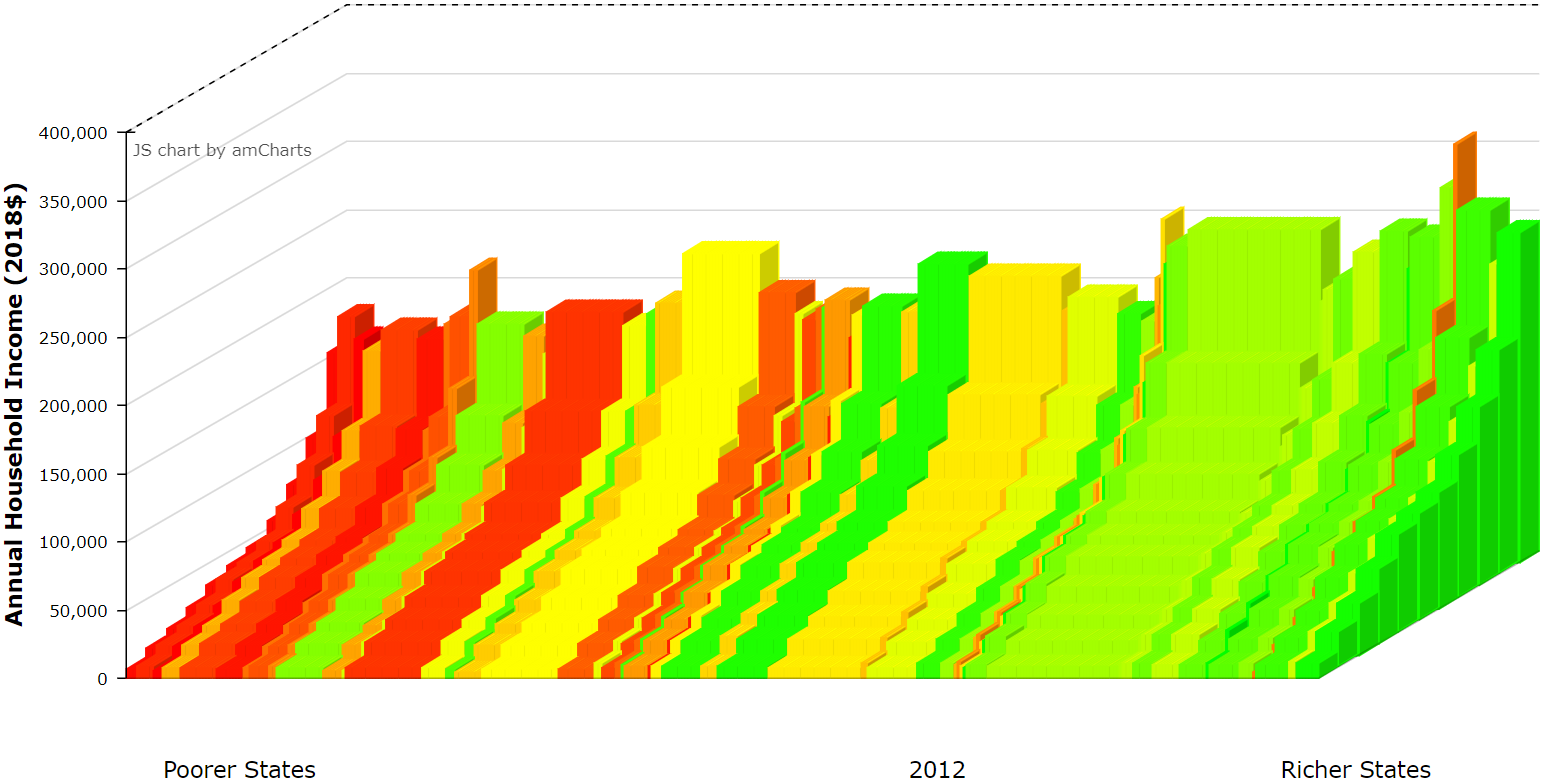 400,000
JS chart by amCharts
350,000
300,000
250,000
200,000
150,000
100,000
50,000
0
Annual Household Income (2018$)
Poorer States
2012
Richer States